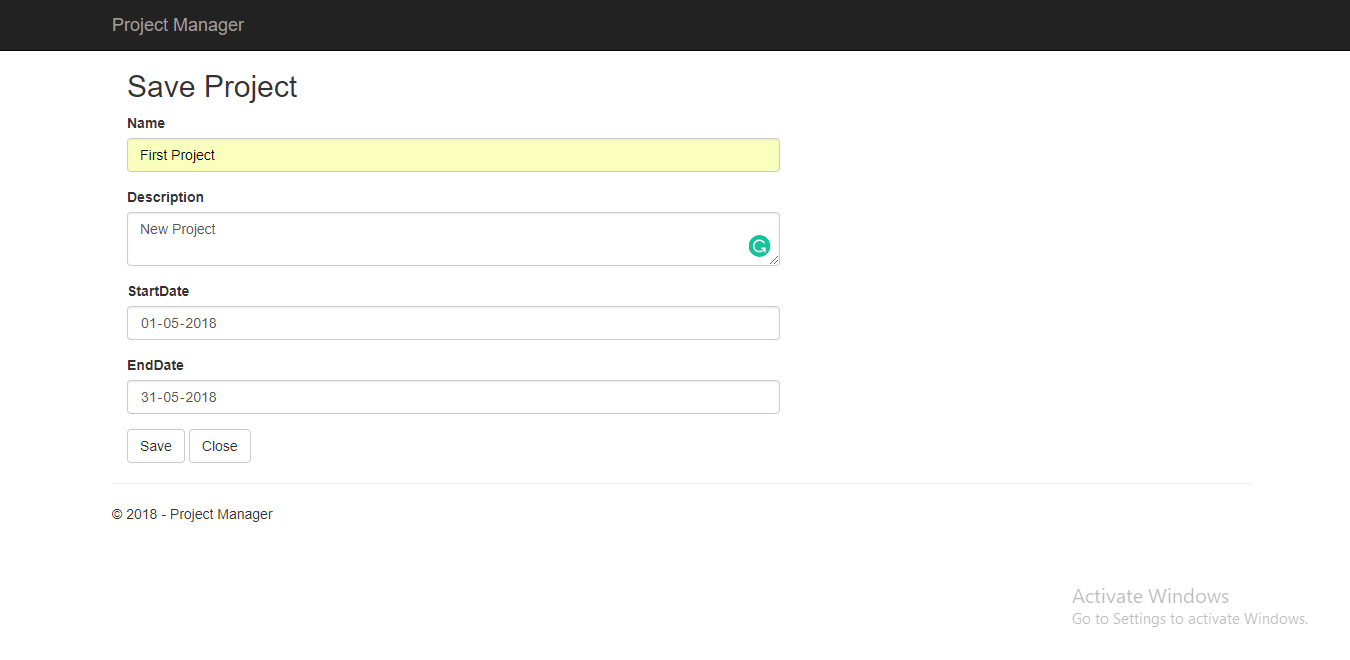 Project Manager
Save Project
Name
First Project
Description
New Project
StartDate
01-05-2018
EndDate
31-05-2018
Save Close
© 2018 - Project Manager
Activate Windows
Go to Settings to activate Windows.